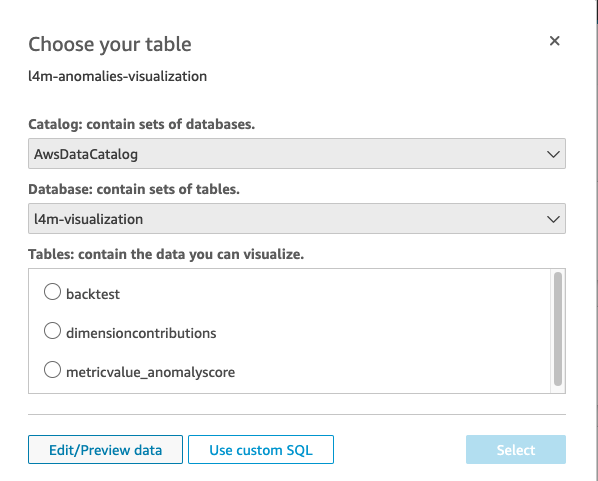 Choose your table
l4m-anomalies-visualization
Catalog: contain sets of databases.
AwsDataCatalog
Database: contain sets of tables.
l4m-visualization
Tables: contain the data you can visualize.
backtest
dimensioncontributions
metricvalue_anomalyscore
Edit/Preview data
Use custom SQL
Select